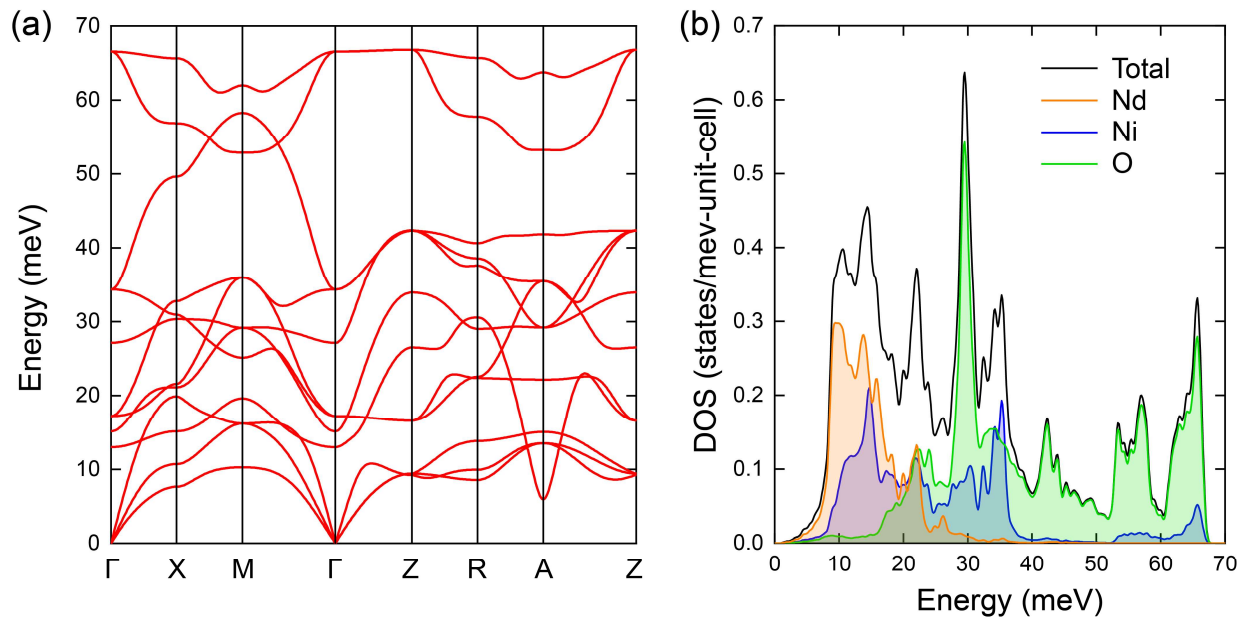 (a)
Energy (meV)
70
60
50
40
30
20
10
0
Γ X M Γ Z R A Z
(b)
DOS (states/mev-unit-cell)
0.7
0.6
0.5
0.4
0.3
0.2
0.1
0.0
Total
Nd
Ni
O
0 10 20 30 40 50 60 70
Energy (meV)